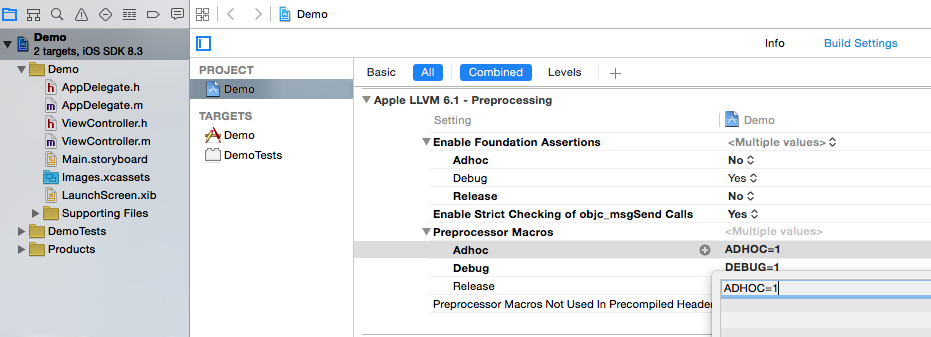 Demo
Demo
2 targets, iOS SDK 8.3
Demo
AppDelegate.h
AppDelegate.m
ViewController.h
ViewController.m
Main.storyboard
Images.xcassets
LaunchScreen.xib
Supporting Files
DemoTests
Products
Info
Build Settings
PROJECT
Demo
TARGETS
Demo
DemoTests
Basic All Combined Levels
Apple LLVM 6.1 - Preprocessing
Setting Demo
Enable Foundation Assertions <Multiple values>
Adhoc No
Debug Yes
Release No
Enable Strict Checking of objc_msgSend Calls Yes
Preprocessor Macros <Multiple values>
Adhoc ADHOC=1
Debug DEBUG=1
Release
ADHOC=1
Preprocessor Macros Not Used In Precompiled Header